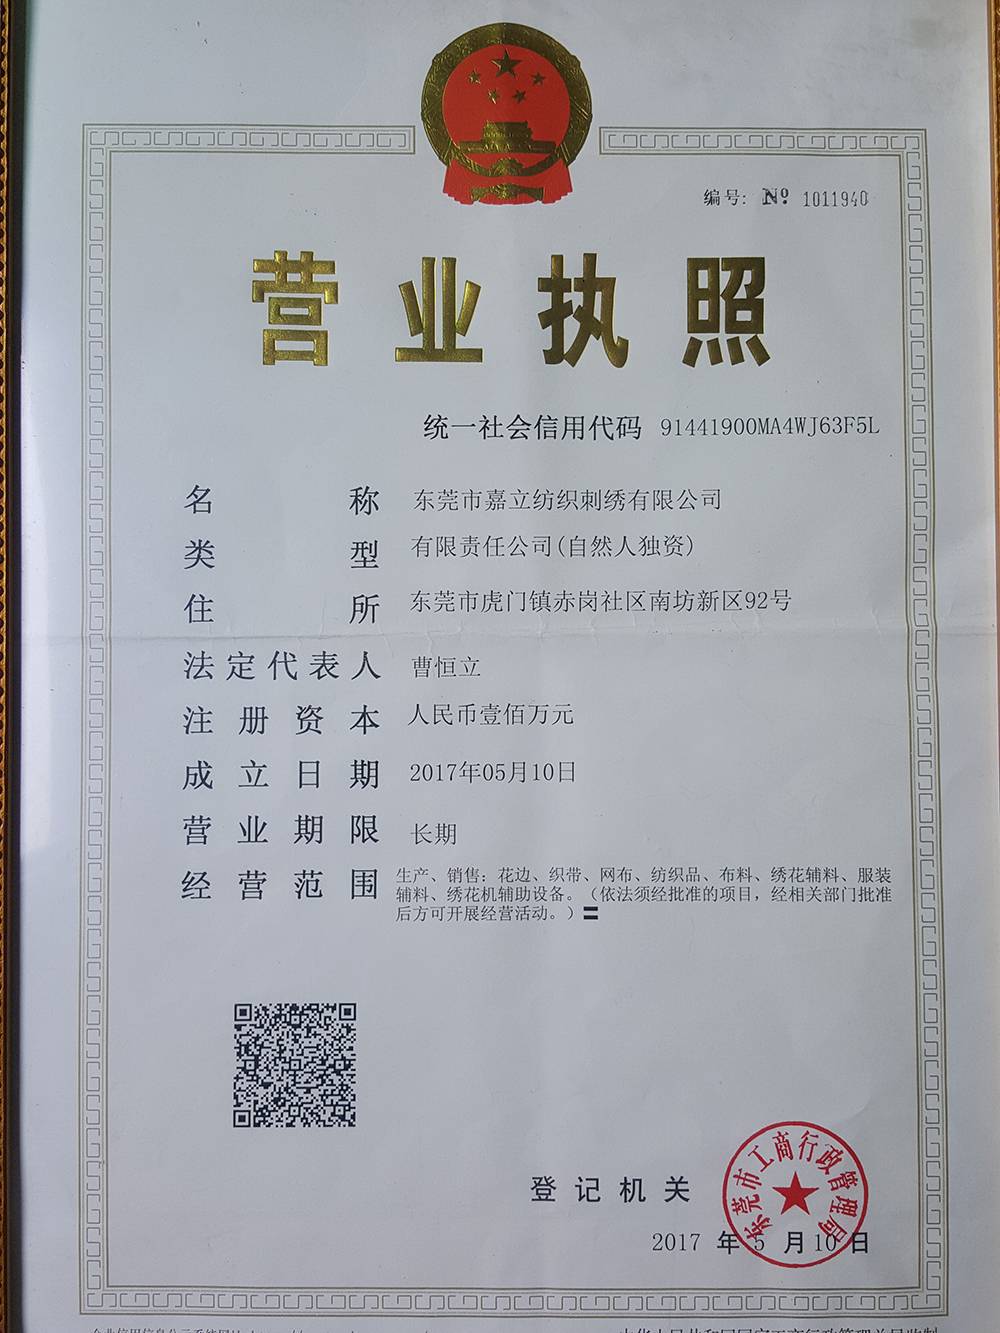 编号: Nº 1011940
营业执照
统一社会信用代码 91441900MA4WJ63F5L
名称 东莞市嘉立纺织刺绣有限公司
类型 有限责任公司(自然人独资)
住所 东莞市虎门镇赤岗社区南坊新区92号
法定代表人 曹恒立
注册资本 人民币壹佰万元
成立日期 2017年05月10日
营业期限 长期
经营范围 生产、销售：花边、织带、网布、纺织品、布料、绣花辅料、服装
辅料、绣花机辅助设备。（依法须经批准的项目，经相关部门批准
后方可开展经营活动。）〓
东莞市工商行政管理局
登记机关
2017 年 5 月 10 日